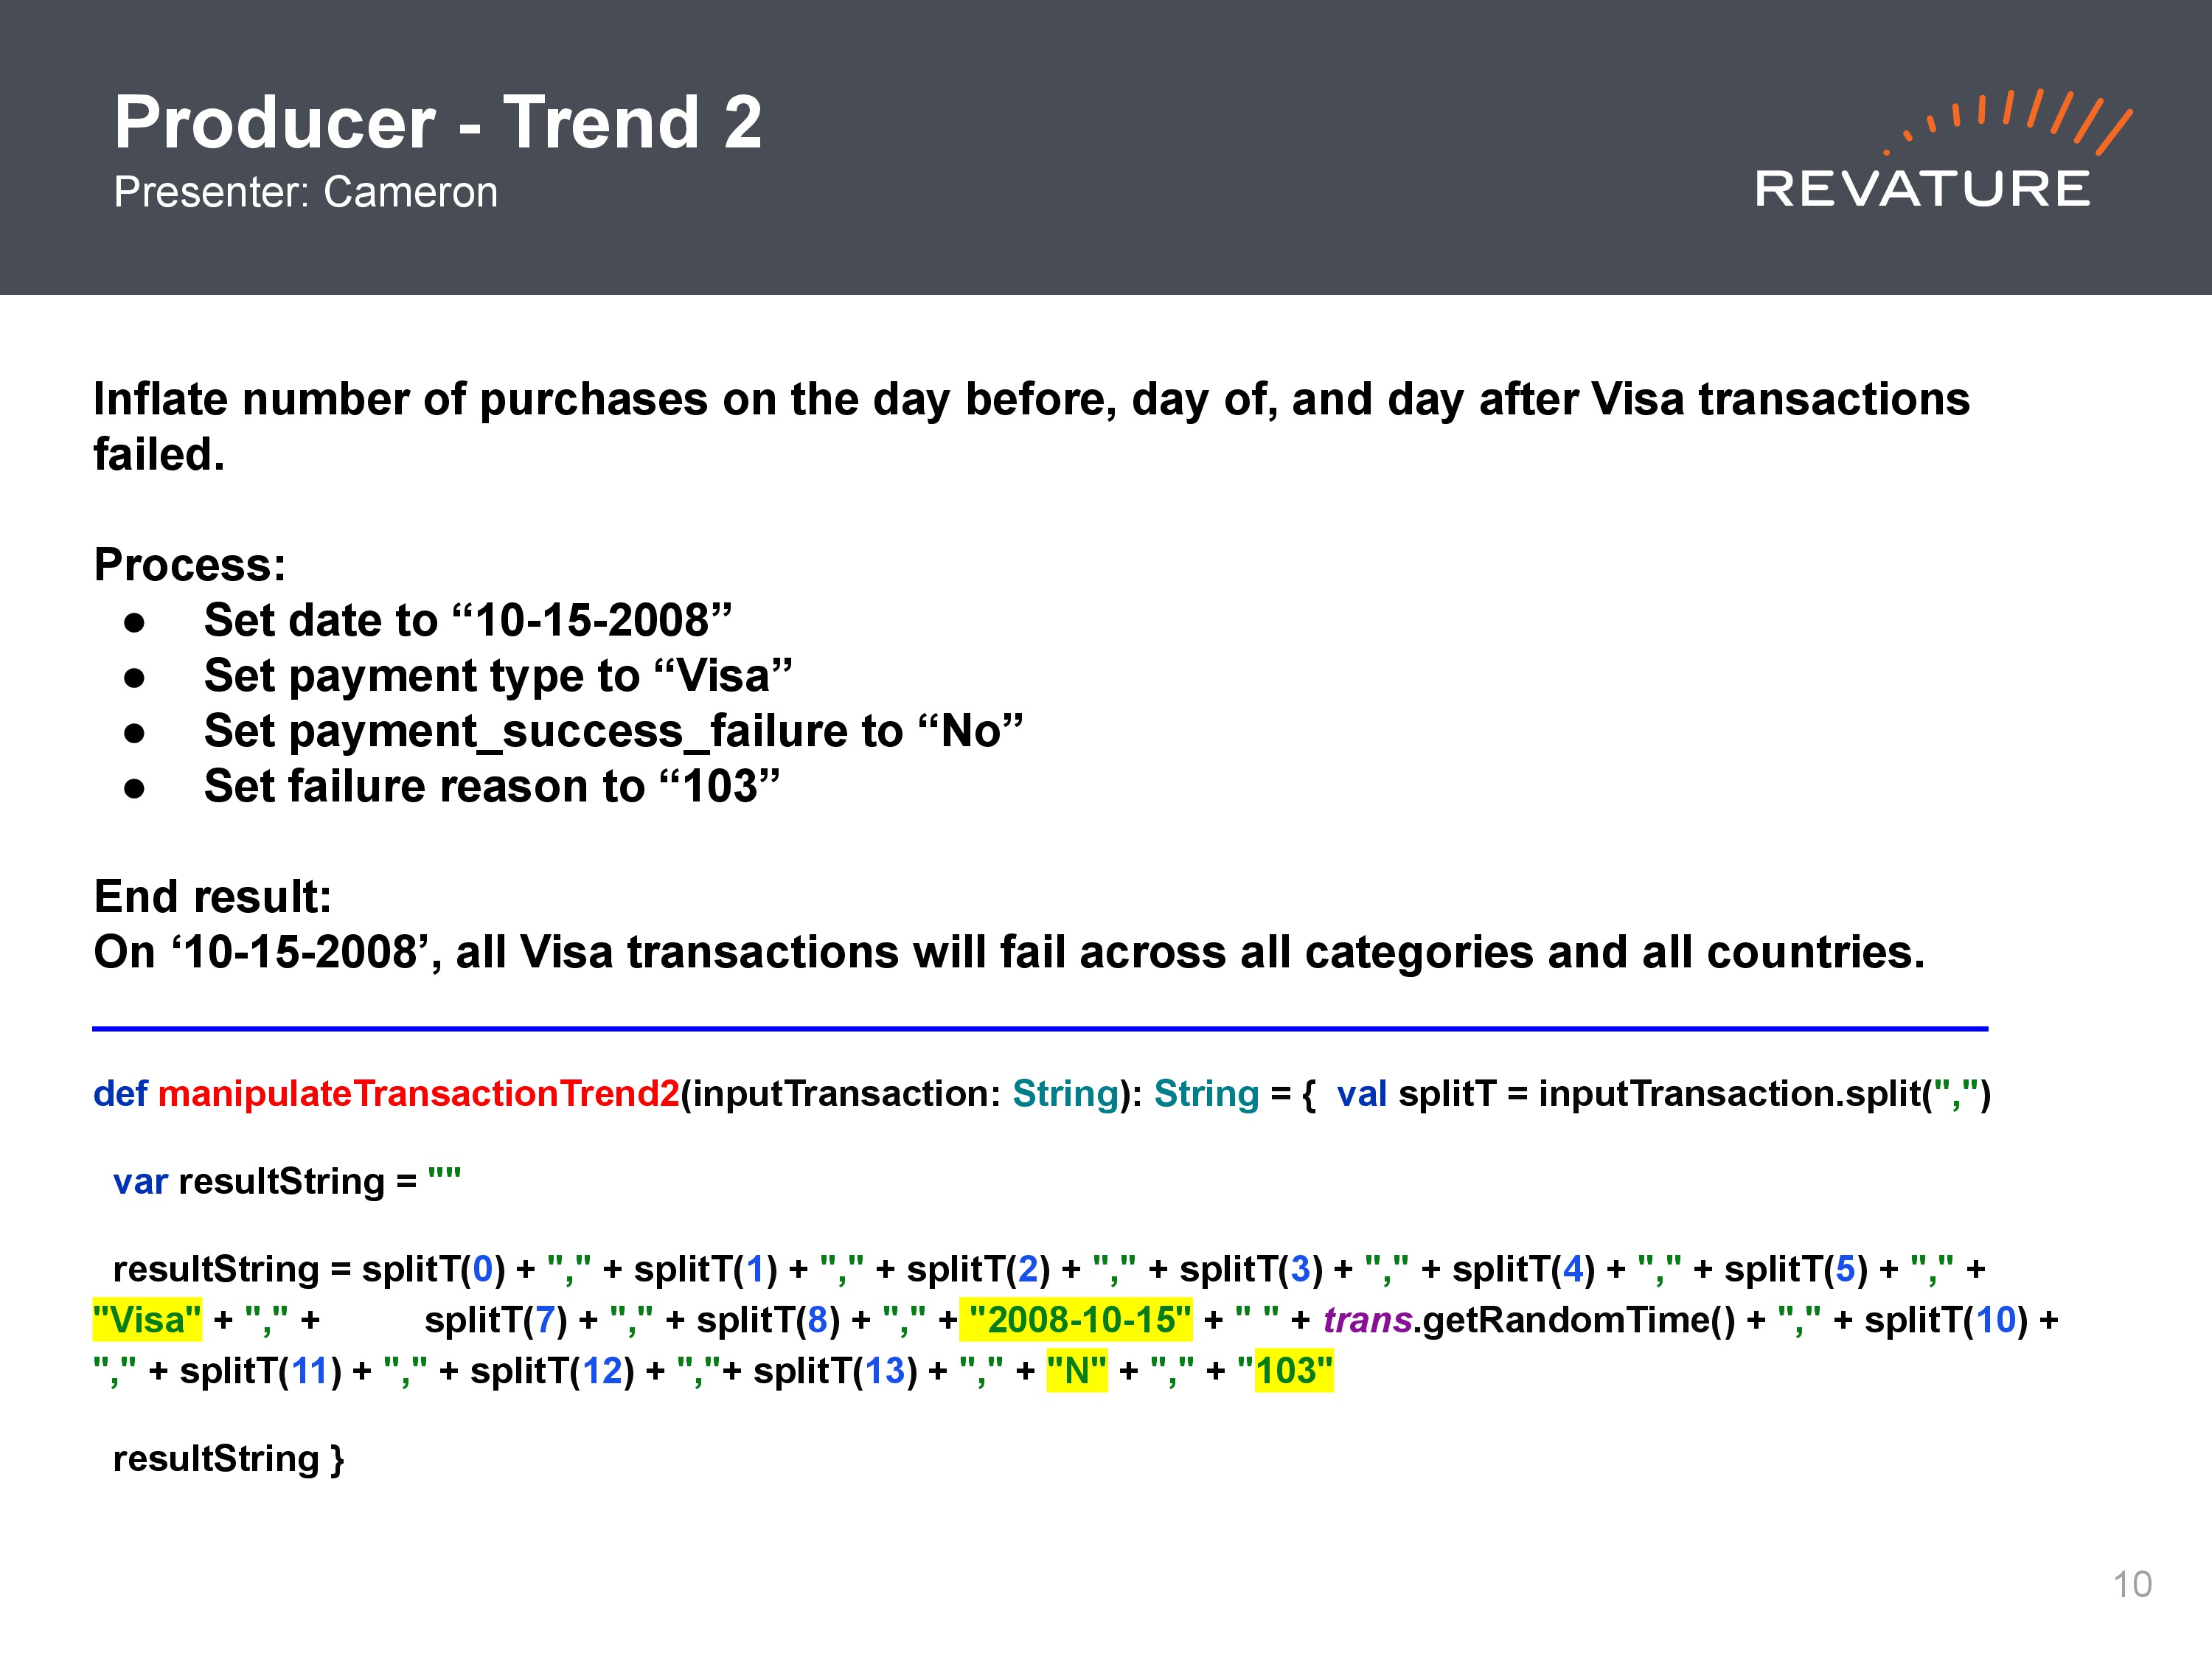 Producer - Trend 2
Presenter: Cameron
REVATURE
Inflate number of purchases on the day before, day of, and day after Visa transactions
failed.
Process:
● Set date to “10-15-2008”
● Set payment type to “Visa”
● Set payment_success_failure to “No”
● Set failure reason to “103”
End result:
On ‘10-15-2008’, all Visa transactions will fail across all categories and all countries.
def manipulateTransactionTrend2(inputTransaction: String): String = {  val splitT = inputTransaction.split(",")
var resultString = ""
resultString = splitT(0) + "," + splitT(1) + "," + splitT(2) + "," + splitT(3) + "," + splitT(4) + "," + splitT(5) + "," +
"Visa" + "," +          splitT(7) + "," + splitT(8) + "," + "2008-10-15" + " " + trans.getRandomTime() + "," + splitT(10) +
"," + splitT(11) + "," + splitT(12) + ","+ splitT(13) + "," + "N" + "," + "103"
resultString }
10